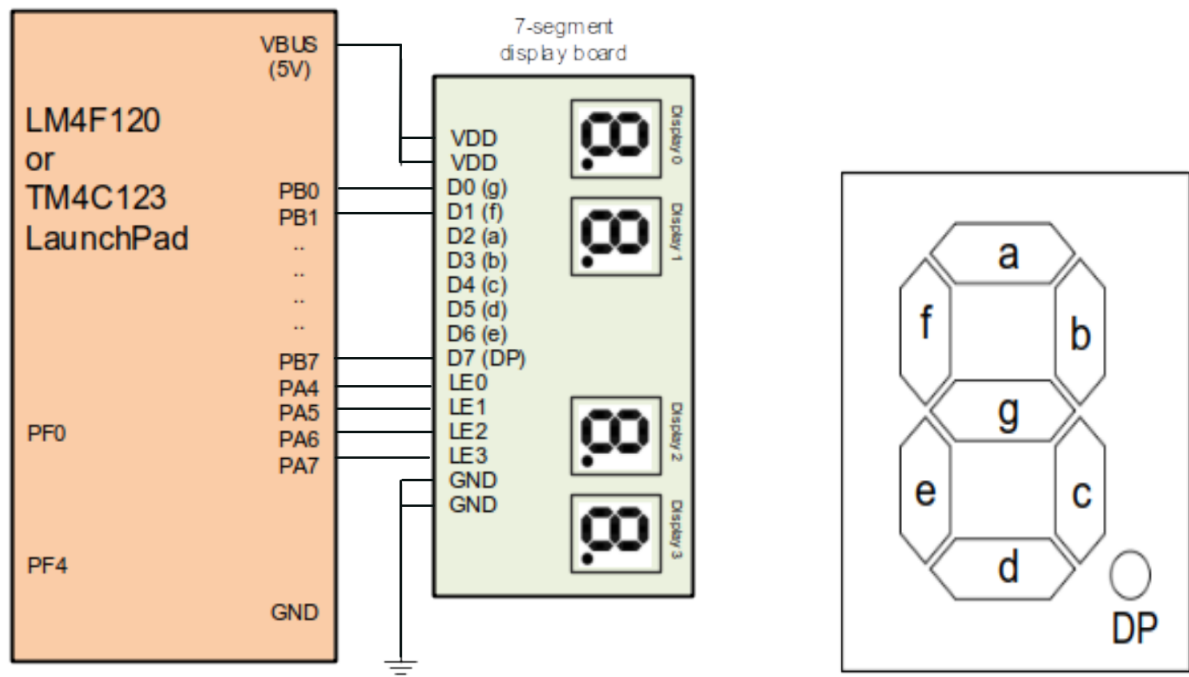 VBUS
(5V)
LM4F120
or
TM4C123
LaunchPad
PB0
PB1
..
..
..
..
PB7
PA4
PA5
PA6
PA7
PF0
PF4
GND
7-segment
display board
VDD
VDD
D0 (g)
D1 (f)
D2 (a)
D3 (b)
D4 (c)
D5 (d)
D6 (e)
D7 (DP)
LE0
LE1
LE2
LE3
GND
GND
Display 0
Display 1
Display 2
Display 3
a
f
b
g
e
c
d
DP